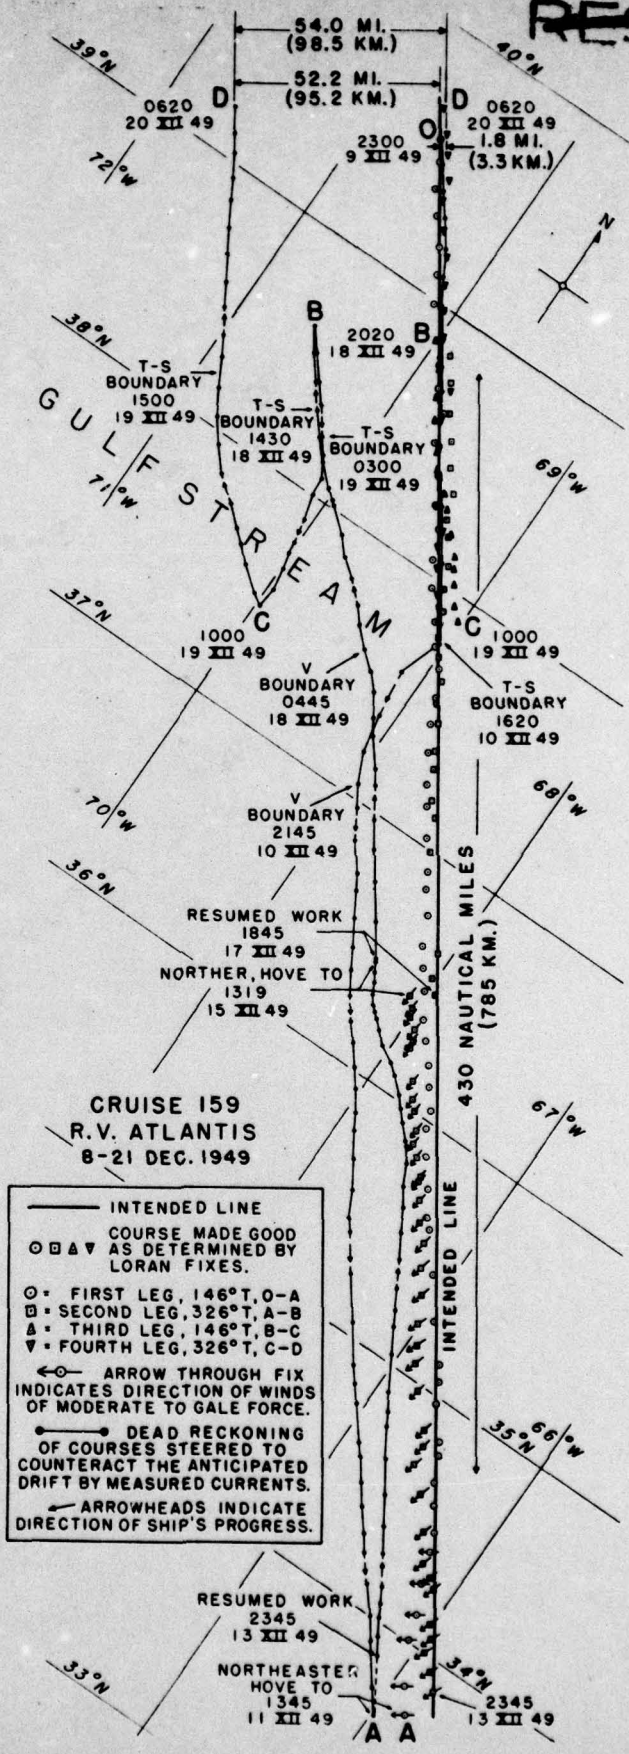 RES
54.0 MI.
(98.5 KM.)
39°N
40°N
52.2 MI.
(95.2 KM.)
D
D
0620
20 XII 49
0620
20 XII 49
O
2300
9 XII 49
1.8 MI.
(3.3 KM.)
72°W
N
38°N
B
2020
18 XII 49
B
T-S
BOUNDARY
1500
19 XII 49
T-S
BOUNDARY
1430
18 XII 49
T-S
BOUNDARY
0300
19 XII 49
GULF STREAM
71°W
69°W
37°N
C
C
1000
19 XII 49
1000
19 XII 49
V
BOUNDARY
0445
18 XII 49
T-S
BOUNDARY
1620
10 XII 49
70°W
68°W
V
BOUNDARY
2145
10 XII 49
36°N
430 NAUTICAL MILES
(785 KM.)
RESUMED WORK
1845
17 XII 49
NORTHER, HOVE TO
1319
15 XII 49
CRUISE 159
R.V. ATLANTIS
8-21 DEC. 1949
67°W
INTENDED LINE
INTENDED LINE
COURSE MADE GOOD
AS DETERMINED BY
LORAN FIXES.
= FIRST LEG, 146°T, O-A
= SECOND LEG, 326°T, A-B
= THIRD LEG, 146°T, B-C
= FOURTH LEG, 326°T, C-D
ARROW THROUGH FIX
INDICATES DIRECTION OF WINDS
OF MODERATE TO GALE FORCE.
DEAD RECKONING
OF COURSES STEERED TO
COUNTERACT THE ANTICIPATED
DRIFT BY MEASURED CURRENTS.
ARROWHEADS INDICATE
DIRECTION OF SHIP'S PROGRESS.
35°N
66°W
RESUMED WORK
2345
13 XII 49
33°N
34°N
NORTHEASTER
HOVE TO
1345
11 XII 49
2345
13 XII 49
A A